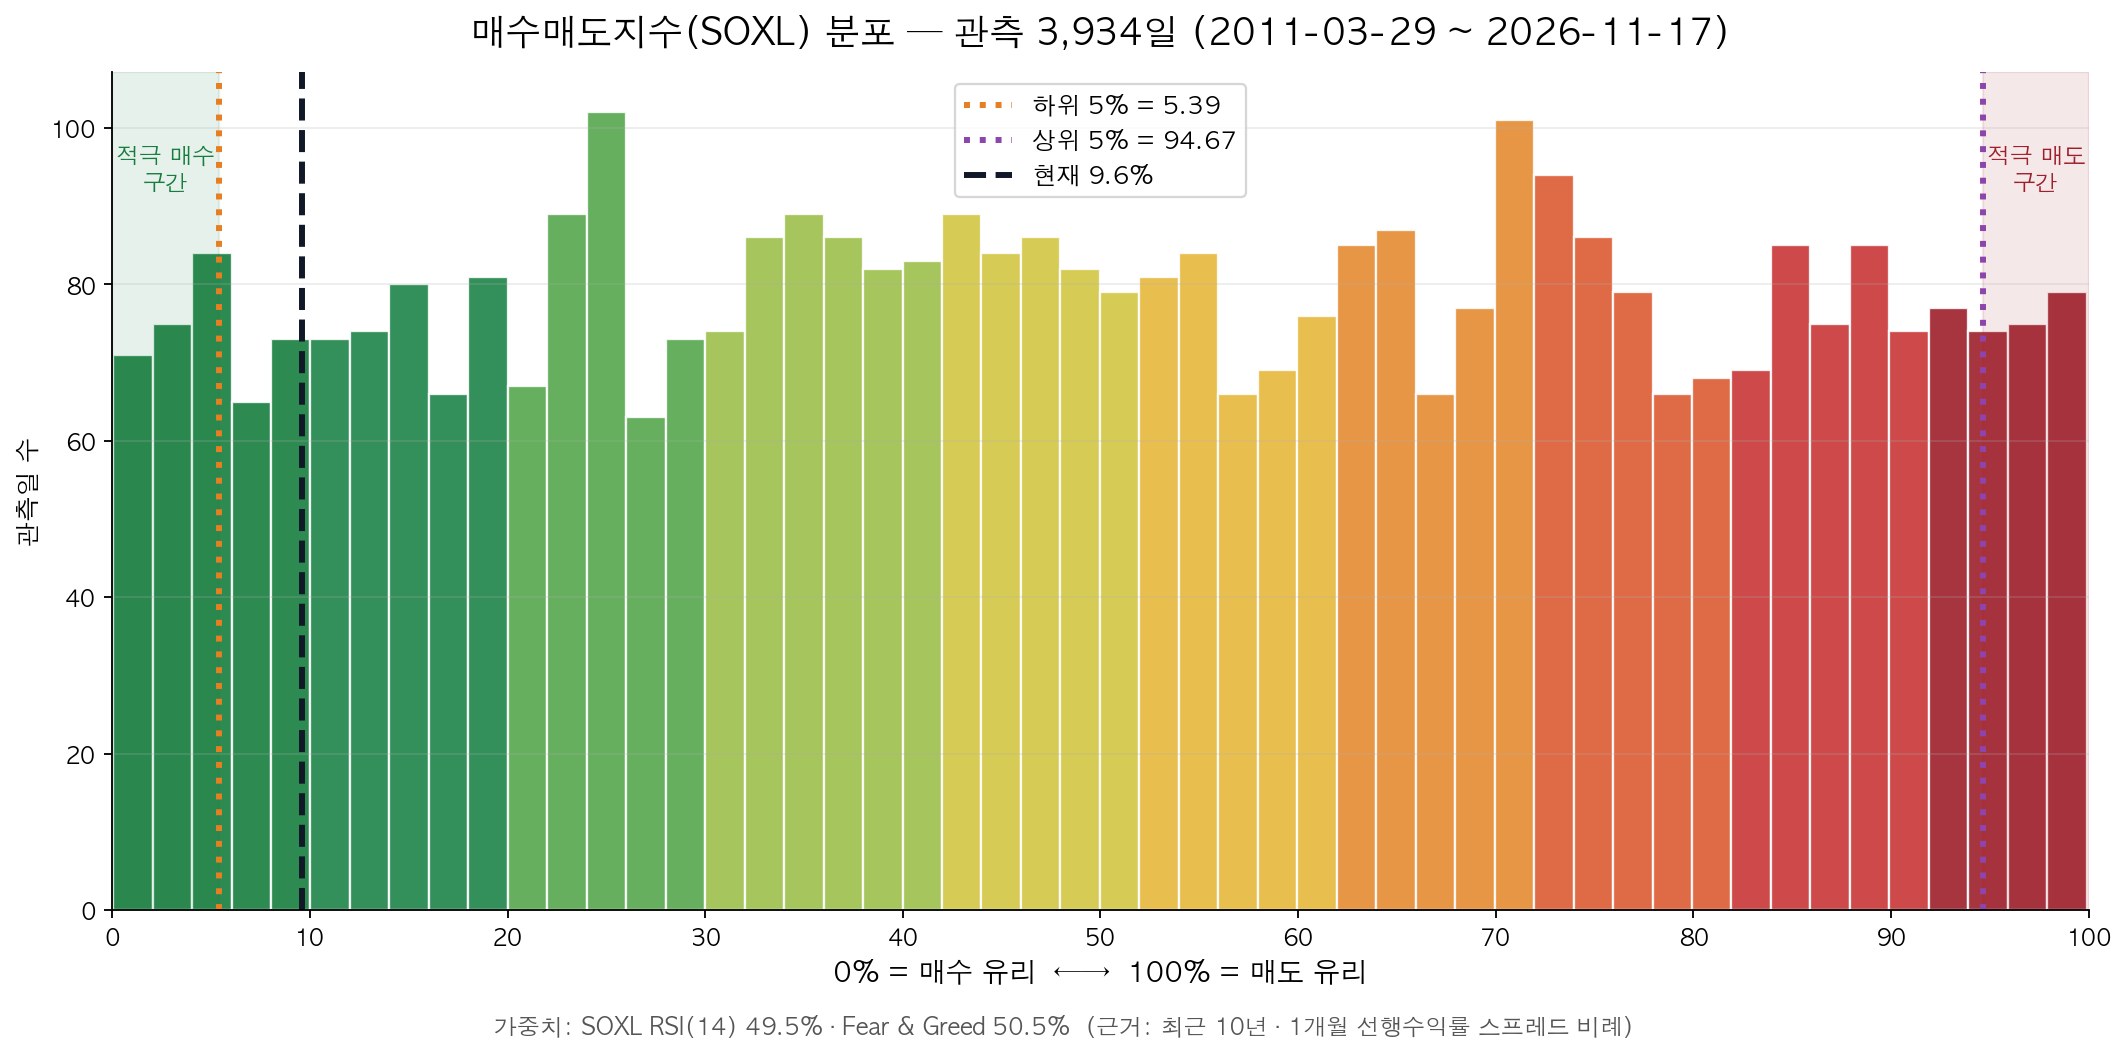 매수매도지수(SOXL) 분포 — 관측 3,934일 (2011-03-29 ~ 2026-11-17)
하위 5% = 5.39
상위 5% = 94.67
현재 9.6%
적극 매수
구간
적극 매도
구간
관측일 수
100
80
60
40
20
0
0 10 20 30 40 50 60 70 80 90 100
0% = 매수 유리 ⟷ 100% = 매도 유리
가중치: SOXL RSI(14) 49.5% · Fear & Greed 50.5% (근거: 최근 10년 · 1개월 선행수익률 스프레드 비례)